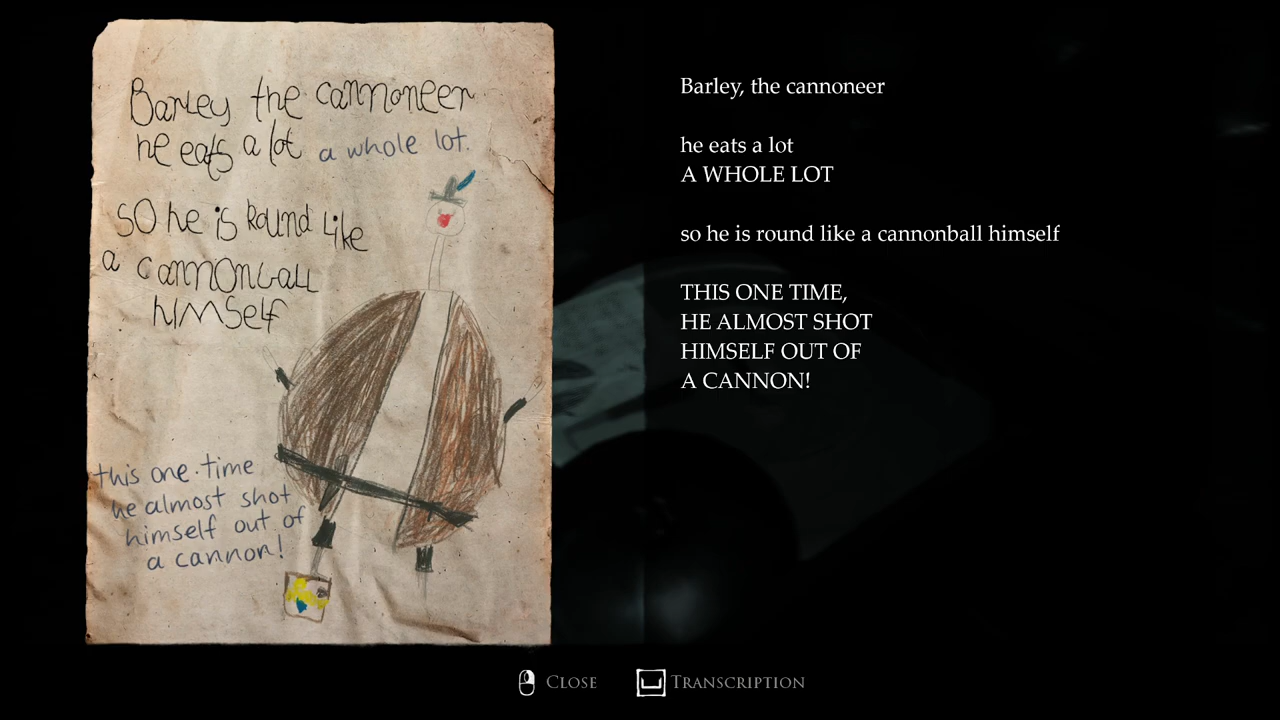 Barley the cannoneer
he eats a lot a whole lot.
so he is Round Like
a cannonball
himself
this one time
he almost shot
himself out of
a cannon!
Barley, the cannoneer
he eats a lot
A WHOLE LOT
so he is round like a cannonball himself
THIS ONE TIME,
HE ALMOST SHOT
HIMSELF OUT OF
A CANNON!
CLOSE
TRANSCRIPTION